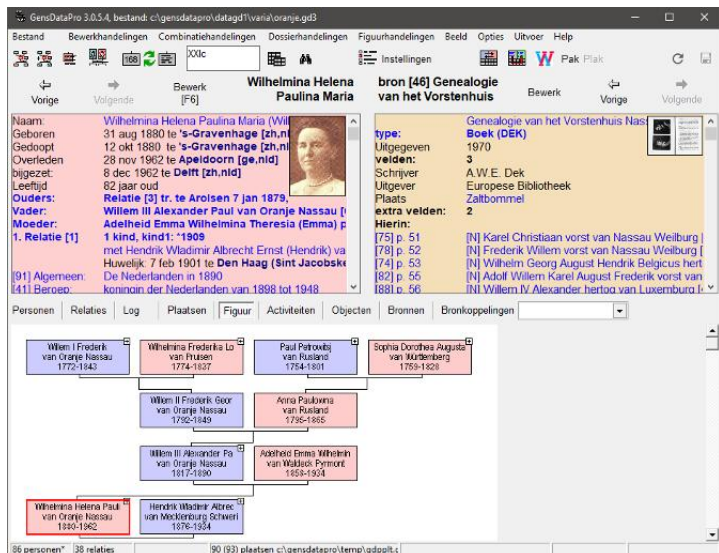 GensDataPro 3.0.5.4, bestand: c:\gensdatapro\datagd1\varia\oranje.gd3
Bestand Bewerkhandelingen Combinatiehandelingen Dossierhandelingen Figuurhandelingen Beeld Opties Uitvoer Help
168 XXIc Instellingen W Pak Plak
Vorige Volgende Bewerk [F6] Wilhelmina Helena Paulina Maria
bron [46] Genealogie van het Vorstenhuis Bewerk Vorige Volgende
Naam: Wilhelmina Helena Paulina Maria (Wil
Geboren 31 aug 1880 te 's-Gravenhage [zh,nl
Gedoopt 12 okt 1880 te 's-Gravenhage [zh,nl
Overleden 28 nov 1962 te Apeldoorn [ge,nld]
bijgezet: 8 dec 1962 te Delft [zh,nld]
Leeftijd 82 jaar oud
Ouders: Relatie [3] tr. te Arolsen 7 jan 1879,
Vader: Willem III Alexander Paul van Oranje Nassau [
Moeder: Adelheid Emma Wilhelmina Theresia (Emma) p
1. Relatie [1] 1 kind, kind1: *1909
met Hendrik Wladimir Albrecht Ernst (Hendrik) va
Huwelijk: 7 feb 1901 te Den Haag (Sint Jacobske
[91] Algemeen: De Nederlanden in 1890
[41] Beroep: koningin der Nederlanden van 1898 tot 1948
Genealogie van het Vorstenhuis Nass
type: Boek (DEK)
Uitgegeven 1970
velden: 3
Schrijver A.W.E. Dek
Uitgever Europese Bibliotheek
Plaats Zaltbommel
extra velden: 2
Hierin:
[75] p. 51 [N] Karel Christiaan vorst van Nassau Weilburg [
[78] p. 52 [N] Frederik Willem vorst van Nassau Weilburg [
[74] p. 53 [N] Wilhelm Georg August Hendrik Belgicus hert
[82] p. 55 [N] Adolf Willem Karel August Frederik vorst van
[88] p. 56 [N] Willem IV Alexander hertog van Luxemburg [
Personen Relaties Log Plaatsen Figuur Activiteiten Objecten Bronnen Bronkoppelingen
Willem I Frederik
van Oranje Nassau
1772-1843
Wilhelmina Frederika Lo
van Pruisen
1774-1837
Paul Petrovitsj
van Rusland
1754-1801
Sophia Dorothea Augusta
van Württemberg
1759-1828
Willem II Frederik Geor
van Oranje Nassau
1792-1849
Anna Paulowna
van Rusland
1795-1865
Willem III Alexander Pa
van Oranje Nassau
1817-1890
Adelheid Emma Wilhelmin
van Waldeck Pyrmont
1858-1934
Wilhelmina Helena Pauli
van Oranje Nassau
1880-1962
Hendrik Wladimir Albrec
van Mecklenburg Schweri
1876-1934
86 personen* 38 relaties 90 (93) plaatsen c:\gensdatapro\temp\gdpplt.c